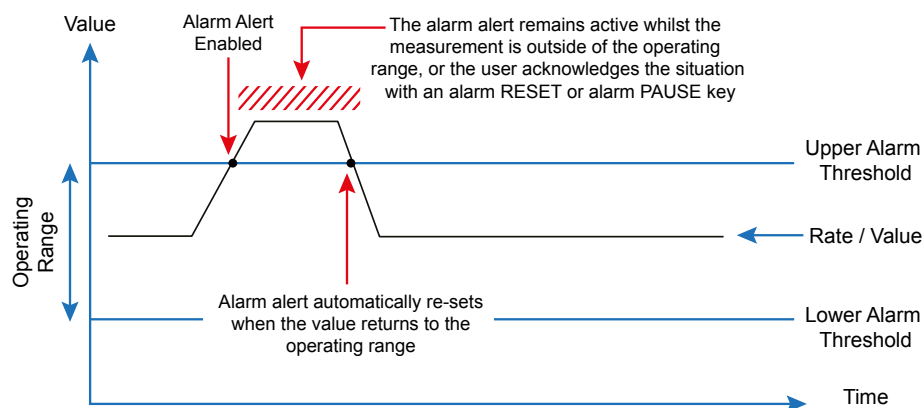 Value
Alarm Alert
Enabled
The alarm alert remains active whilst the
measurement is outside of the operating
range, or the user acknowledges the situation
with an alarm RESET or alarm PAUSE key
Upper Alarm
Threshold
Operating
Range
Rate / Value
Alarm alert automatically re-sets
when the value returns to the
operating range
Lower Alarm
Threshold
Time